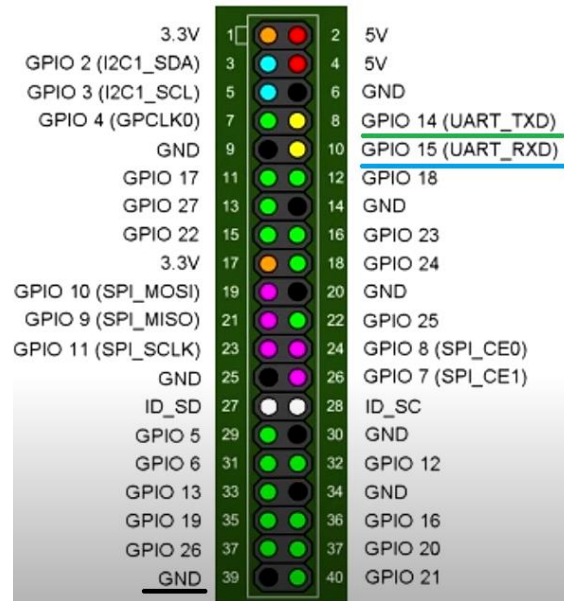 3.3V 1 2 5V
GPIO 2 (I2C1_SDA) 3 4 5V
GPIO 3 (I2C1_SCL) 5 6 GND
GPIO 4 (GPCLK0) 7 8 GPIO 14 (UART_TXD)
GND 9 10 GPIO 15 (UART_RXD)
GPIO 17 11 12 GPIO 18
GPIO 27 13 14 GND
GPIO 22 15 16 GPIO 23
3.3V 17 18 GPIO 24
GPIO 10 (SPI_MOSI) 19 20 GND
GPIO 9 (SPI_MISO) 21 22 GPIO 25
GPIO 11 (SPI_SCLK) 23 24 GPIO 8 (SPI_CE0)
GND 25 26 GPIO 7 (SPI_CE1)
ID_SD 27 28 ID_SC
GPIO 5 29 30 GND
GPIO 6 31 32 GPIO 12
GPIO 13 33 34 GND
GPIO 19 35 36 GPIO 16
GPIO 26 37 37 GPIO 20
GND 39 40 GPIO 21